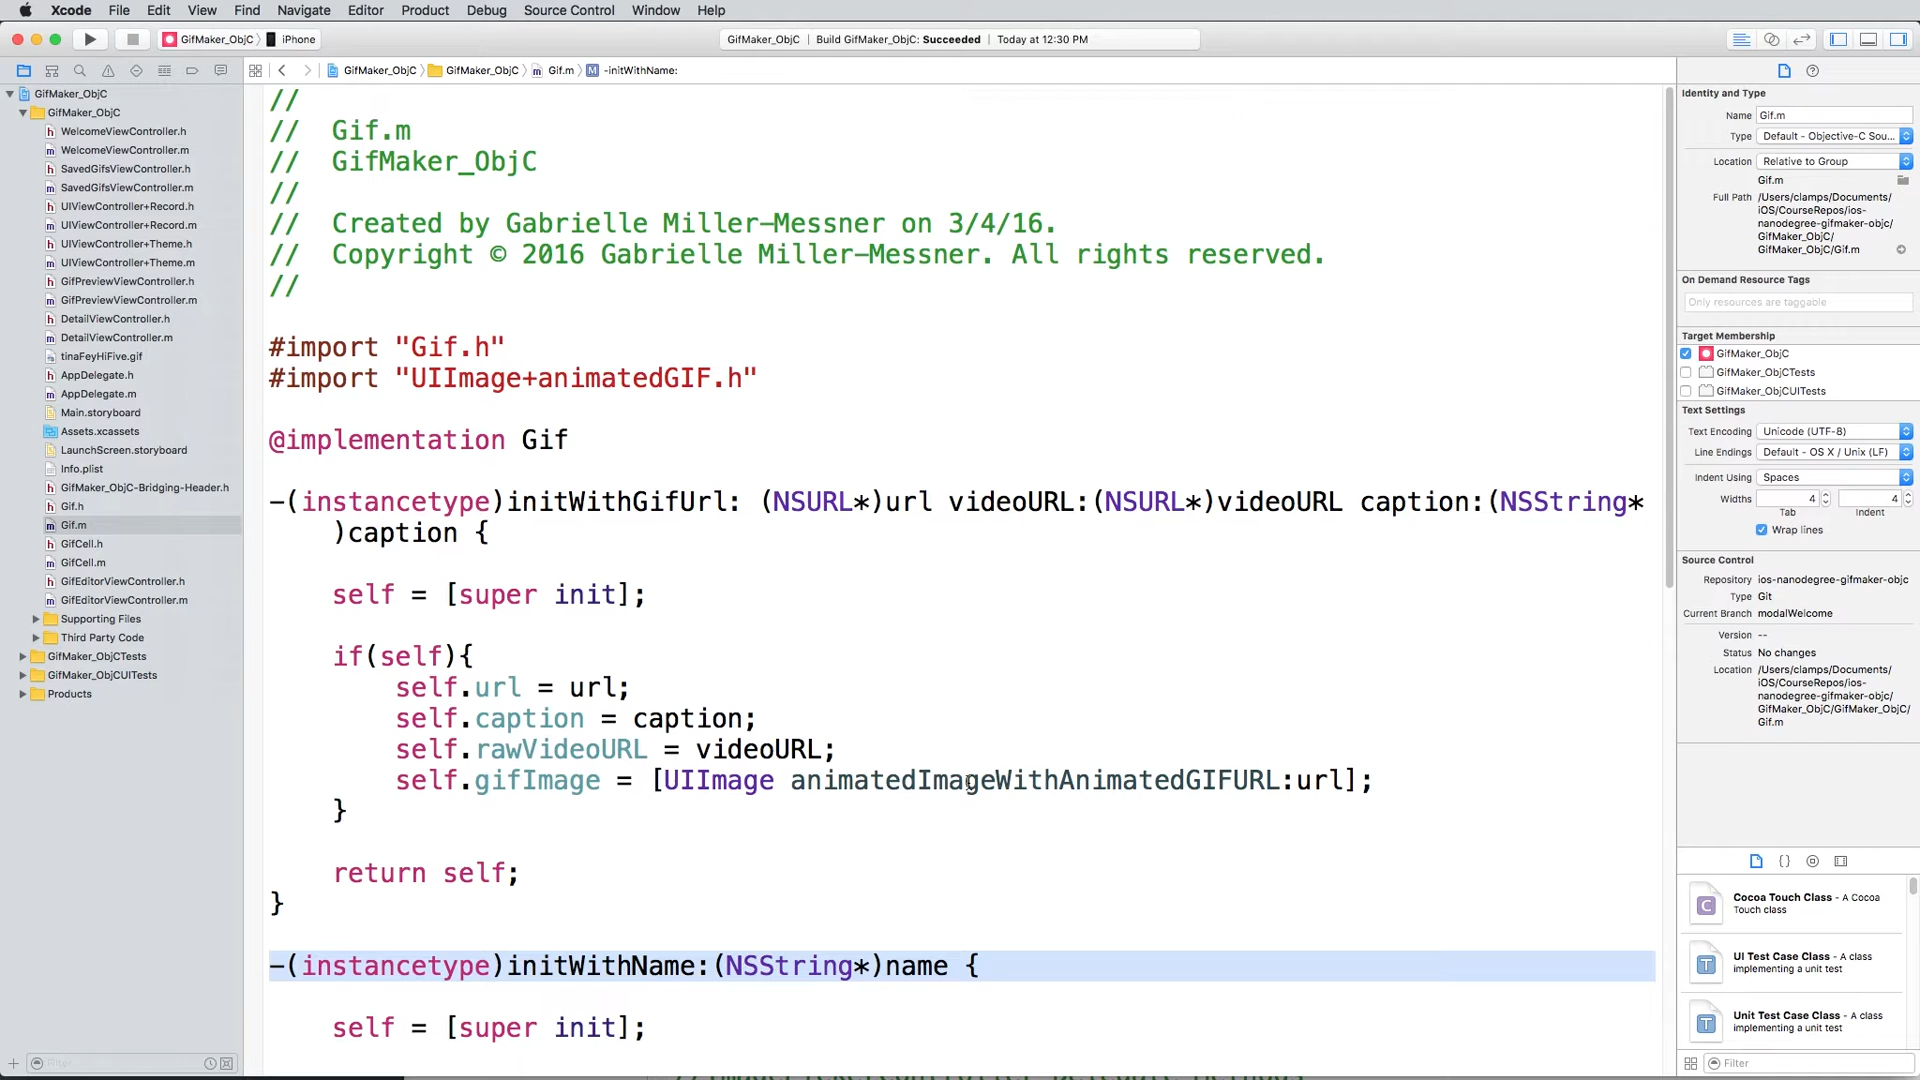 Xcode File Edit View Find Navigate Editor Product Debug Source Control Window Help
GifMaker_ObjC iPhone
GifMaker_ObjC | Build GifMaker_ObjC: Succeeded | Today at 12:30 PM
GifMaker_ObjC GifMaker_ObjC Gif.m -initWithName:
GifMaker_ObjC
GifMaker_ObjC
WelcomeViewController.h
WelcomeViewController.m
SavedGifsViewController.h
SavedGifsViewController.m
UIViewController+Record.h
UIViewController+Record.m
UIViewController+Theme.h
UIViewController+Theme.m
GifPreviewViewController.h
GifPreviewViewController.m
DetailViewController.h
DetailViewController.m
tinaFeyHiFive.gif
AppDelegate.h
AppDelegate.m
Main.storyboard
Assets.xcassets
LaunchScreen.storyboard
Info.plist
GifMaker_ObjC-Bridging-Header.h
Gif.h
Gif.m
GifCell.h
GifCell.m
GifEditorViewController.h
GifEditorViewController.m
Supporting Files
Third Party Code
GifMaker_ObjCTests
GifMaker_ObjCUITests
Products
Filter
//
// Gif.m
// GifMaker_ObjC
//
// Created by Gabrielle Miller-Messner on 3/4/16.
// Copyright © 2016 Gabrielle Miller-Messner. All rights reserved.
//
#import "Gif.h"
#import "UIImage+animatedGIF.h"
@implementation Gif
-(instancetype)initWithGifUrl: (NSURL*)url videoURL:(NSURL*)videoURL caption:(NSString*
)caption {
self = [super init];
if(self){
self.url = url;
self.caption = caption;
self.rawVideoURL = videoURL;
self.gifImage = [UIImage animatedImageWithAnimatedGIFURL:url];
}
return self;
}
-(instancetype)initWithName:(NSString*)name {
self = [super init];
Identity and Type
Name Gif.m
Type Default - Objective-C Sou...
Location Relative to Group
Gif.m
Full Path /Users/clamps/Documents/
iOS/CourseRepos/ios-
nanodegree-gifmaker-objc/
GifMaker_ObjC/
GifMaker_ObjC/Gif.m
On Demand Resource Tags
Only resources are taggable
Target Membership
GifMaker_ObjC
GifMaker_ObjCTests
GifMaker_ObjCUITests
Text Settings
Text Encoding Unicode (UTF-8)
Line Endings Default - OS X / Unix (LF)
Indent Using Spaces
Widths 4 4
Tab Indent
Wrap lines
Source Control
Repository ios-nanodegree-gifmaker-objc
Type Git
Current Branch modalWelcome
Version --
Status No changes
Location /Users/clamps/Documents/
iOS/CourseRepos/ios-
nanodegree-gifmaker-objc/
GifMaker_ObjC/GifMaker_ObjC/
Gif.m
Cocoa Touch Class - A Cocoa
Touch class
UI Test Case Class - A class
implementing a unit test
Unit Test Case Class - A class
implementing a unit test
Filter